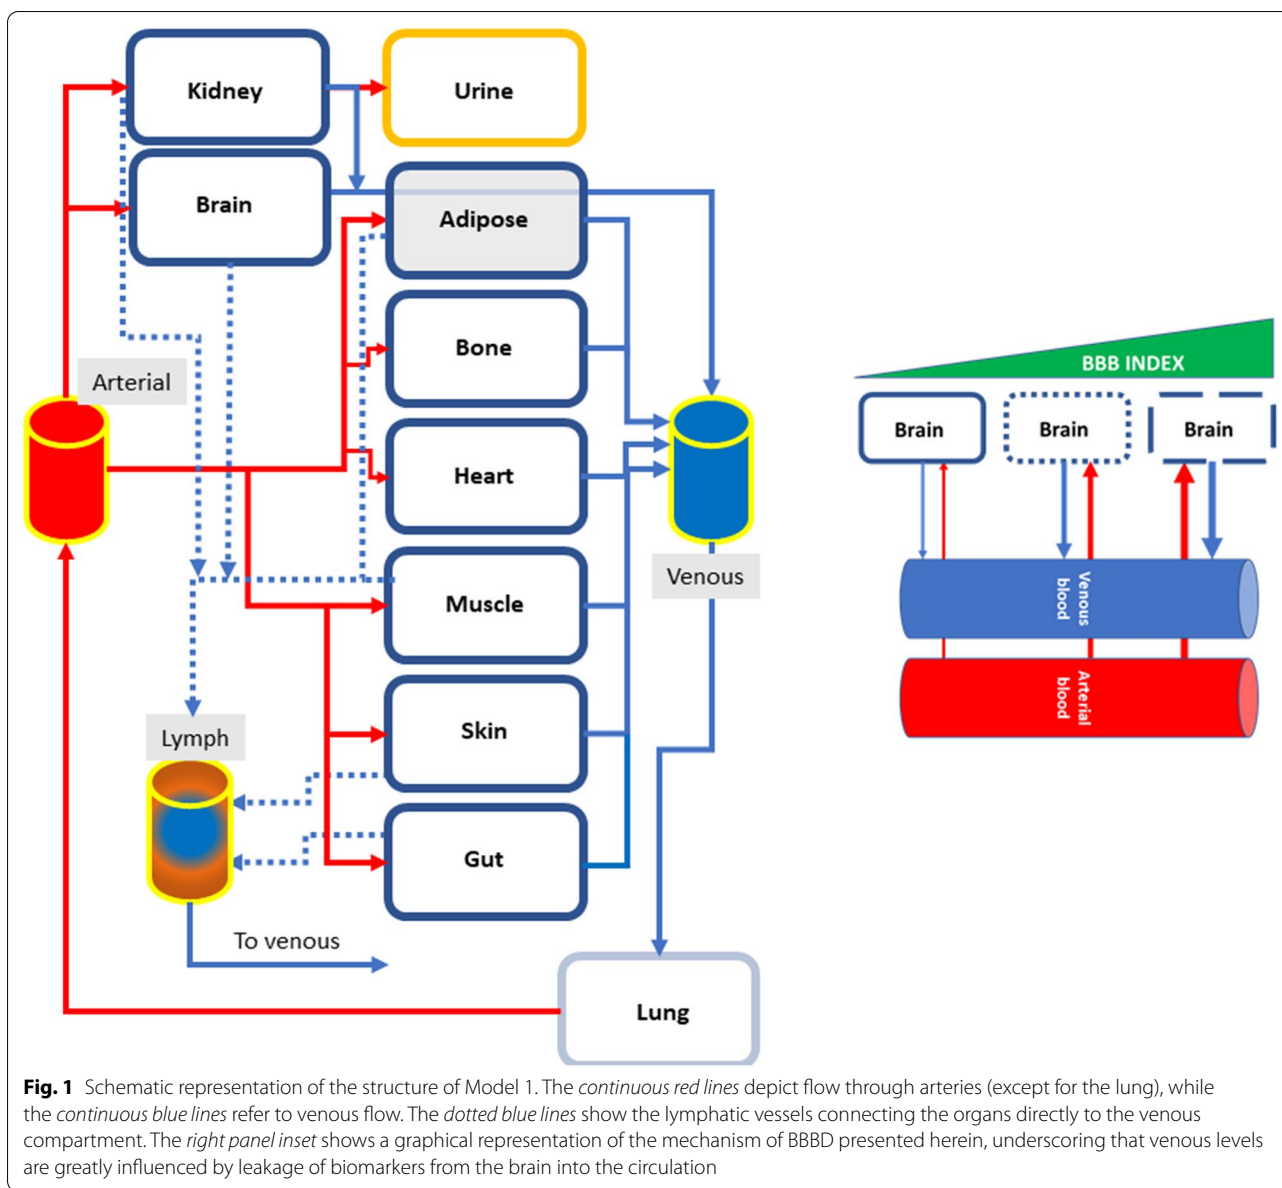 Kidney
Urine
Brain
Adipose
Bone
Arterial
Heart
Muscle
Venous
Skin
Lymph
Gut
To venous
Lung
BBB INDEX
Brain
Brain
Brain
Venous
blood
Arterial
blood
Fig. 1 Schematic representation of the structure of Model 1. The continuous red lines depict flow through arteries (except for the lung), while
the continuous blue lines refer to venous flow. The dotted blue lines show the lymphatic vessels connecting the organs directly to the venous
compartment. The right panel inset shows a graphical representation of the mechanism of BBBD presented herein, underscoring that venous levels
are greatly influenced by leakage of biomarkers from the brain into the circulation